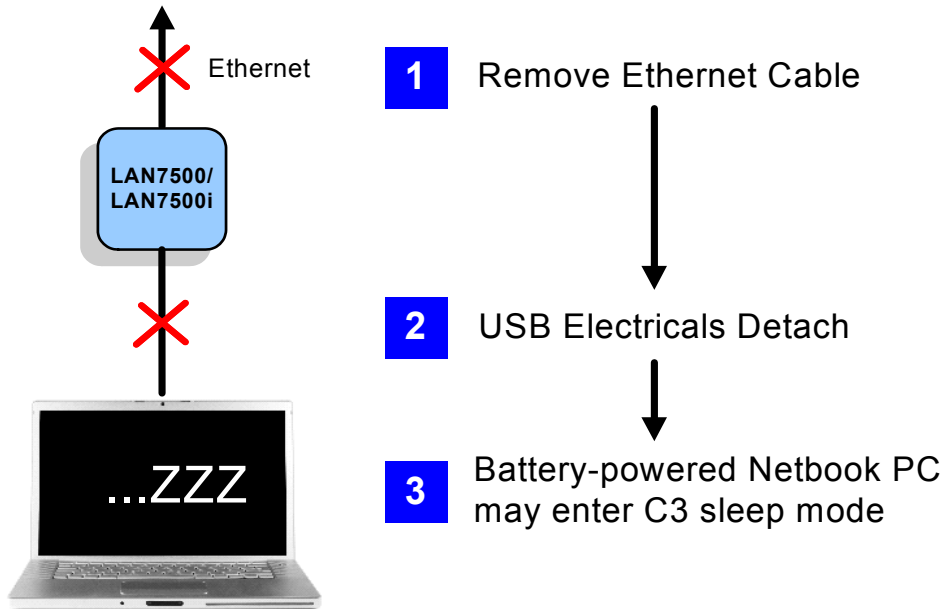 Ethernet
LAN7500/
LAN7500i
...ZZZ
1 Remove Ethernet Cable
2 USB Electricals Detach
3 Battery-powered Netbook PC
may enter C3 sleep mode